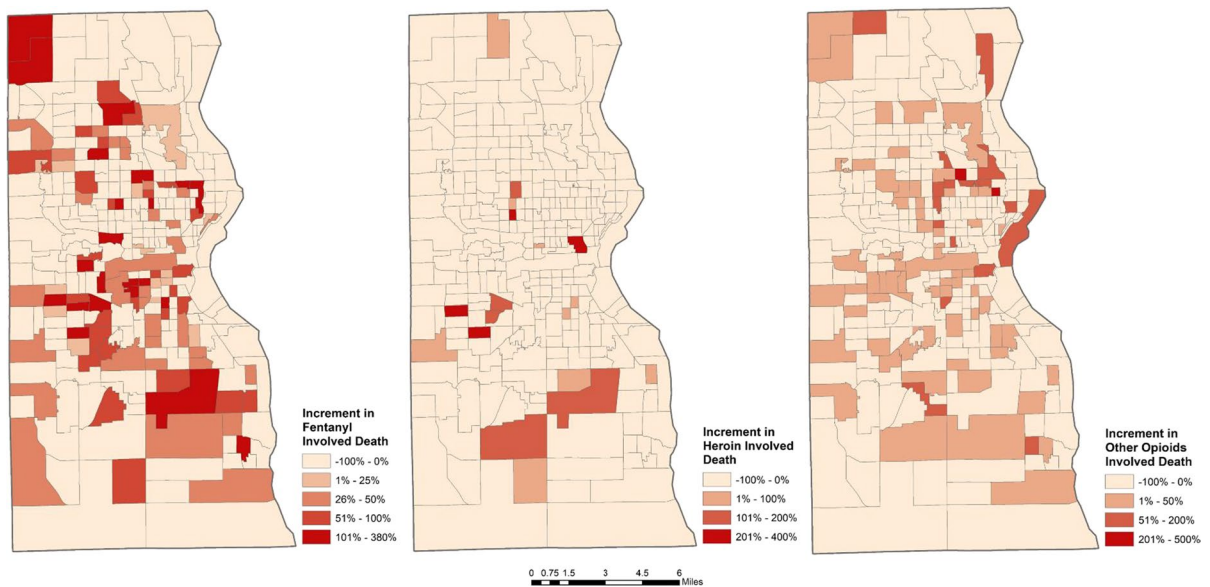 Increment in
Fentanyl
Involved Death
-100% - 0%
1% - 25%
26% - 50%
51% - 100%
101% - 380%
Increment in
Heroin Involved
Death
-100% - 0%
1% - 100%
101% - 200%
201% - 400%
Increment in
Other Opioids
Involved Death
-100% - 0%
1% - 50%
51% - 200%
201% - 500%
0 0.75 1.5 3 4.5 6
Miles